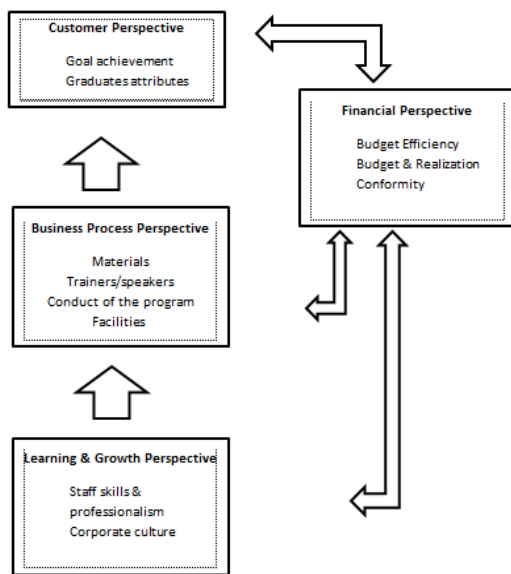 Customer Perspective
Goal achievement
Graduates attributes
Financial Perspective
Budget Efficiency
Budget & Realization
Conformity
Business Process Perspective
Materials
Trainers/speakers
Conduct of the program
Facilities
Learning & Growth Perspective
Staff skills &
professionalism
Corporate culture